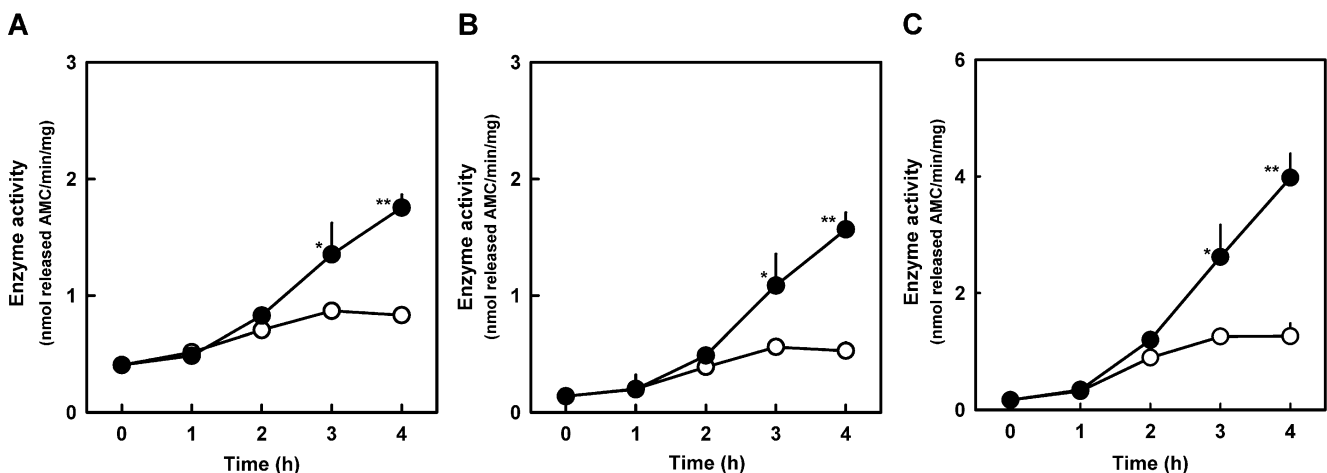 A
3
2
1
0
Enzyme activity
(nmol released AMC/min/mg)
*
**
0 1 2 3 4
Time (h)
B
3
2
1
0
Enzyme activity
(nmol released AMC/min/mg)
*
**
0 1 2 3 4
Time (h)
C
6
4
2
0
Enzyme activity
(nmol released AMC/min/mg)
*
**
0 1 2 3 4
Time (h)